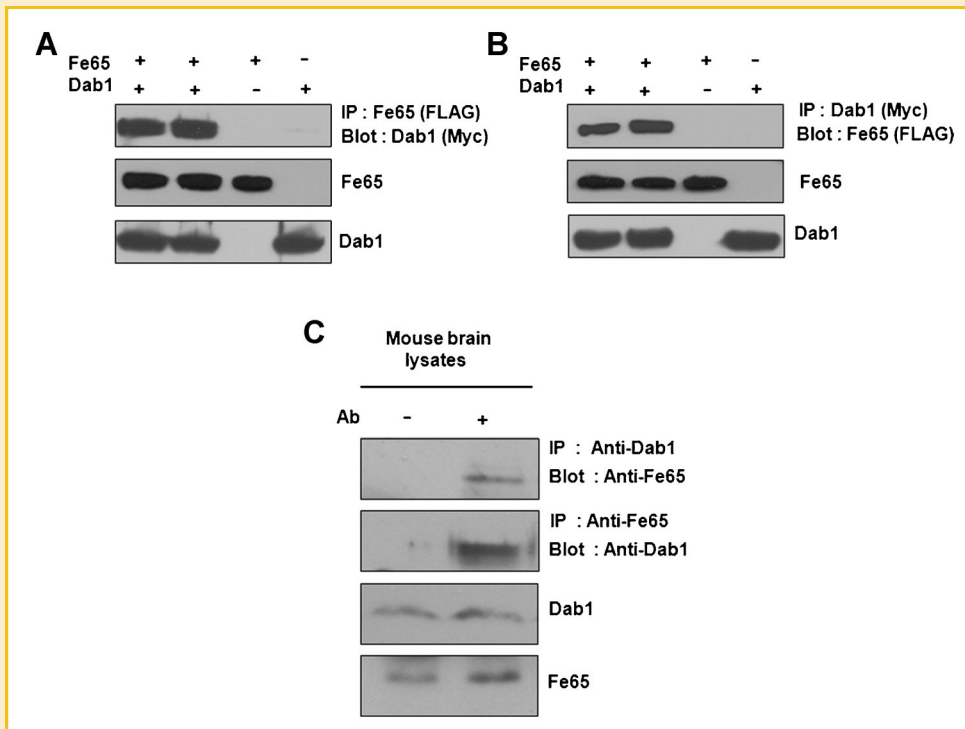 A
Fe65 + + + –
Dab1 + + – +
IP : Fe65 (FLAG)
Blot : Dab1 (Myc)
Fe65
Dab1
B
Fe65 + + + –
Dab1 + + – +
IP : Dab1 (Myc)
Blot : Fe65 (FLAG)
Fe65
Dab1
C
Mouse brain
lysates
Ab – +
IP : Anti-Dab1
Blot : Anti-Fe65
IP : Anti-Fe65
Blot : Anti-Dab1
Dab1
Fe65